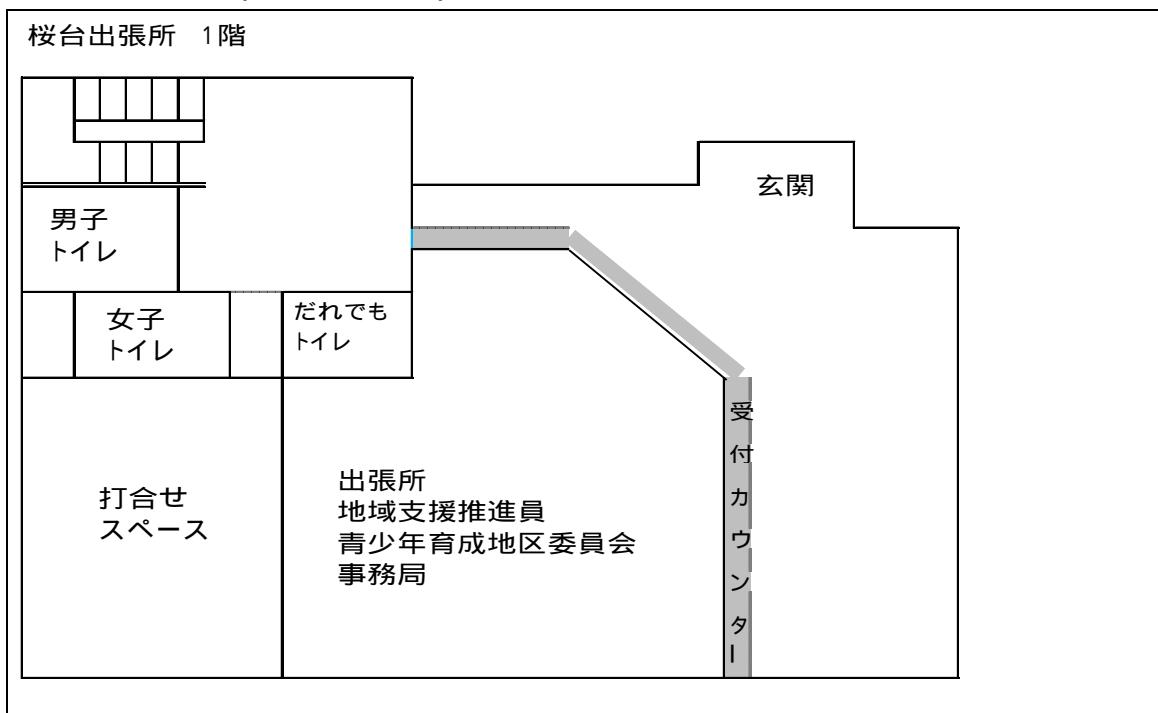 桜台出張所 1階
玄関
男子
トイレ
女子
トイレ
だれでも
トイレ
受付カウンター
打合せ
スペース
出張所
地域支援推進員
青少年育成地区委員会
事務局